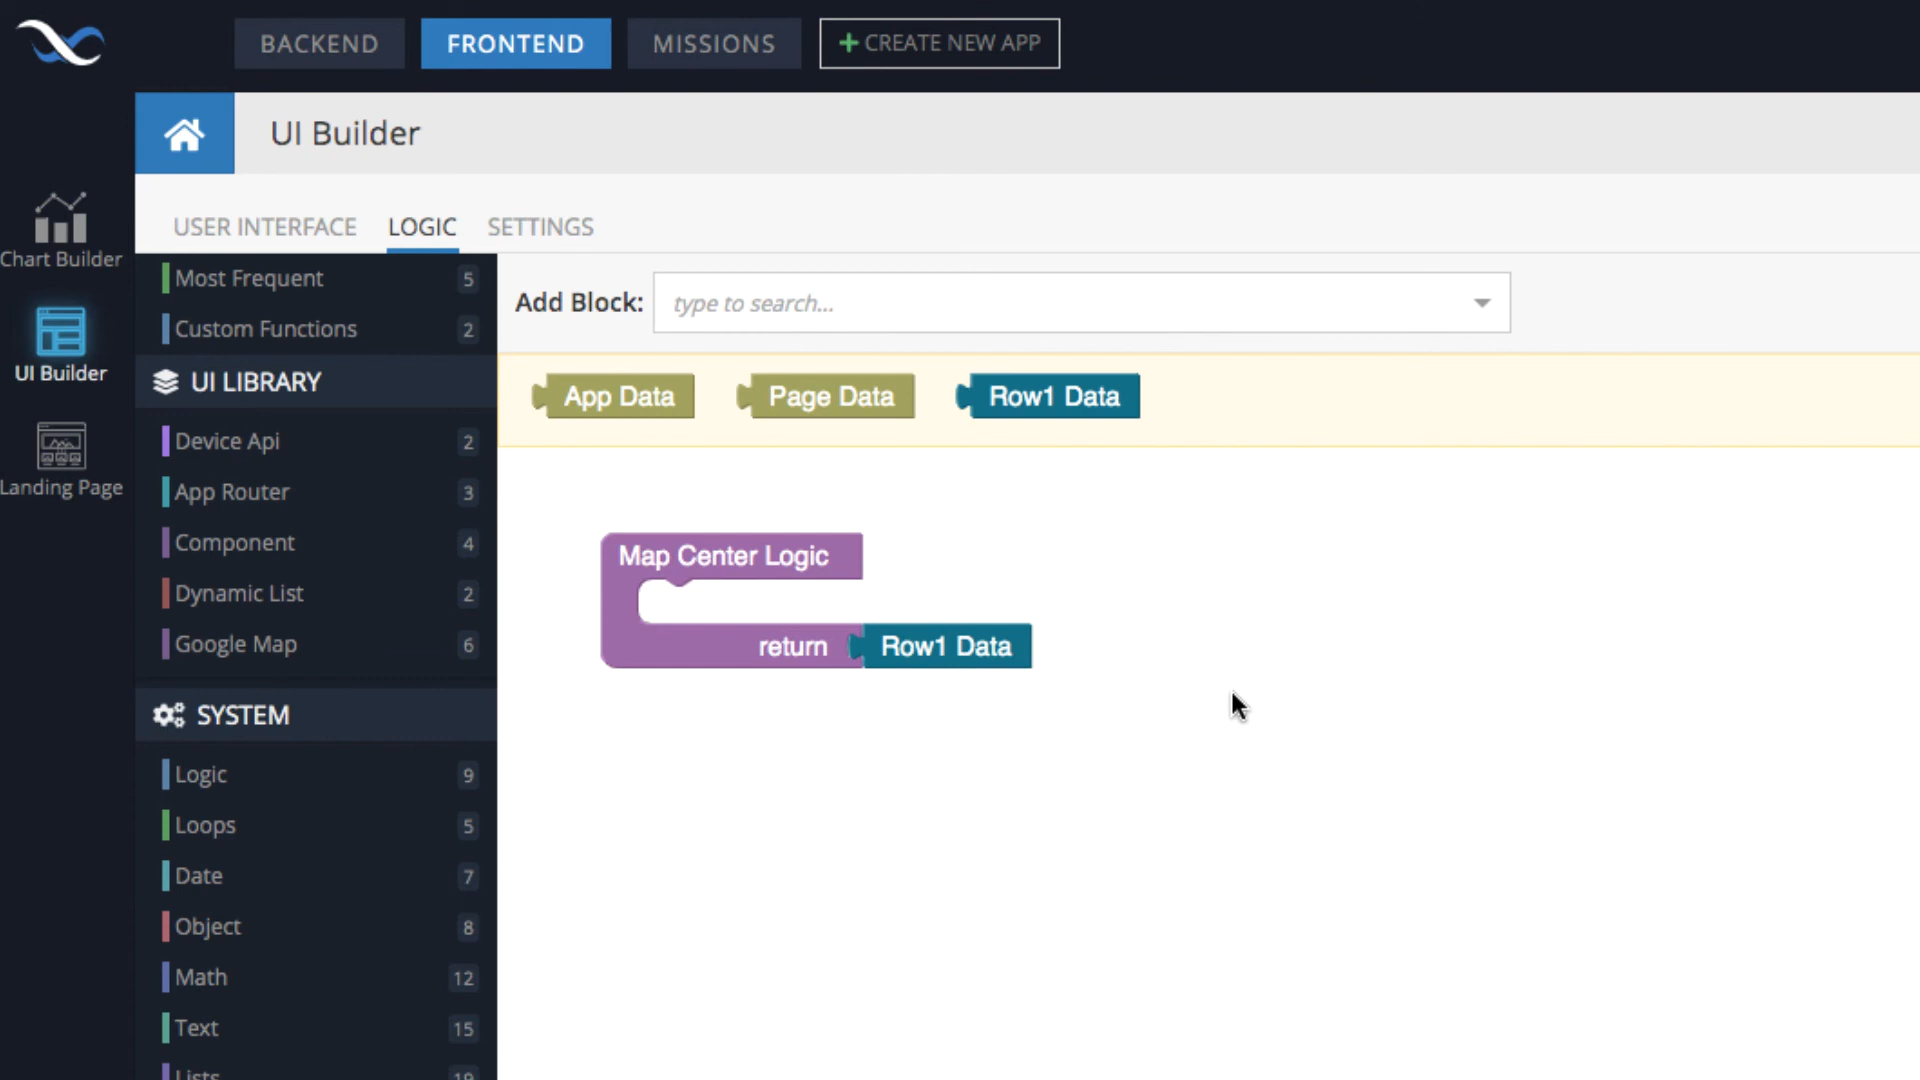 BACKEND
FRONTEND
MISSIONS
+ CREATE NEW APP
UI Builder
Chart Builder
UI Builder
Landing Page
USER INTERFACE
LOGIC
SETTINGS
Most Frequent 5
Custom Functions 2
UI LIBRARY
Device Api 2
App Router 3
Component 4
Dynamic List 2
Google Map 6
SYSTEM
Logic 9
Loops 5
Date 7
Object 8
Math 12
Text 15
Lists 19
Add Block: type to search...
App Data
Page Data
Row1 Data
Map Center Logic
return Row1 Data